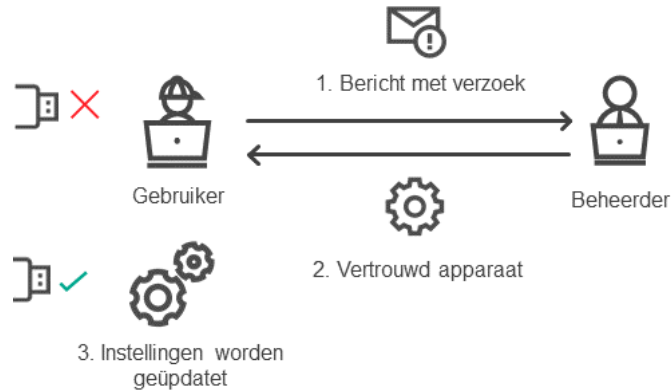 1. Bericht met verzoek
Gebruiker
Beheerder
2. Vertrouwd apparaat
3. Instellingen worden
geüpdatet